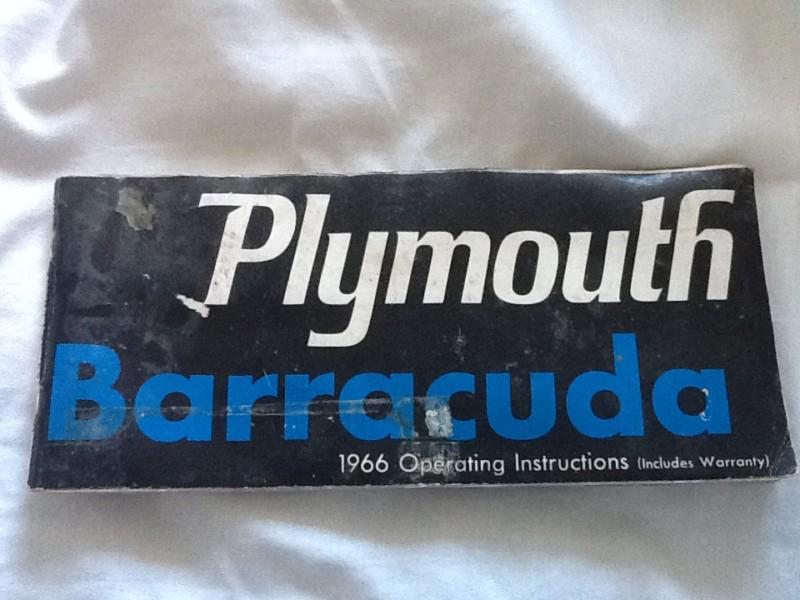 Plymouth
Barracuda
1966 Operating Instructions (Includes Warranty)